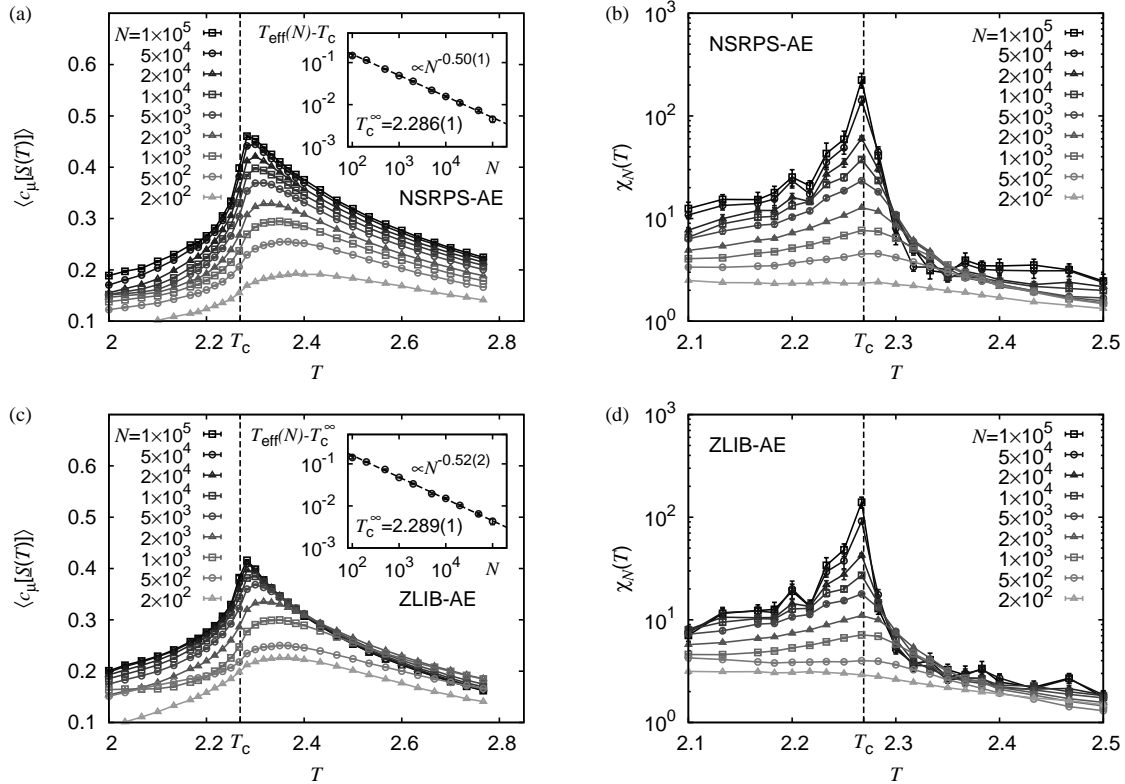 (a)
0.6
0.5
0.4
0.3
0.2
0.1
⟨c_μ[S(T)]⟩
N=1×10^5
5×10^4
2×10^4
1×10^4
5×10^3
2×10^3
1×10^3
5×10^2
2×10^2
T_eff(N)-T_c
10^-1
10^-2
10^-3
∝N^-0.50(1)
T_c^∞=2.286(1)
10^2 10^3 10^4 N
NSRPS-AE
2 2.2 T_c 2.4 2.6 2.8
T
(b)
10^3
10^2
10^1
10^0
χ_N(T)
NSRPS-AE
N=1×10^5
5×10^4
2×10^4
1×10^4
5×10^3
2×10^3
1×10^3
5×10^2
2×10^2
2.1 2.2 T_c 2.3 2.4 2.5
T
(c)
0.6
0.5
0.4
0.3
0.2
0.1
⟨c_μ[S(T)]⟩
N=1×10^5
5×10^4
2×10^4
1×10^4
5×10^3
2×10^3
1×10^3
5×10^2
2×10^2
T_eff(N)-T_c^∞
10^-1
10^-2
10^-3
∝N^-0.52(2)
T_c^∞=2.289(1)
10^2 10^3 10^4 N
ZLIB-AE
2 2.2 T_c 2.4 2.6 2.8
T
(d)
10^3
10^2
10^1
10^0
χ_N(T)
ZLIB-AE
N=1×10^5
5×10^4
2×10^4
1×10^4
5×10^3
2×10^3
1×10^3
5×10^2
2×10^2
2.1 2.2 T_c 2.3 2.4 2.5
T